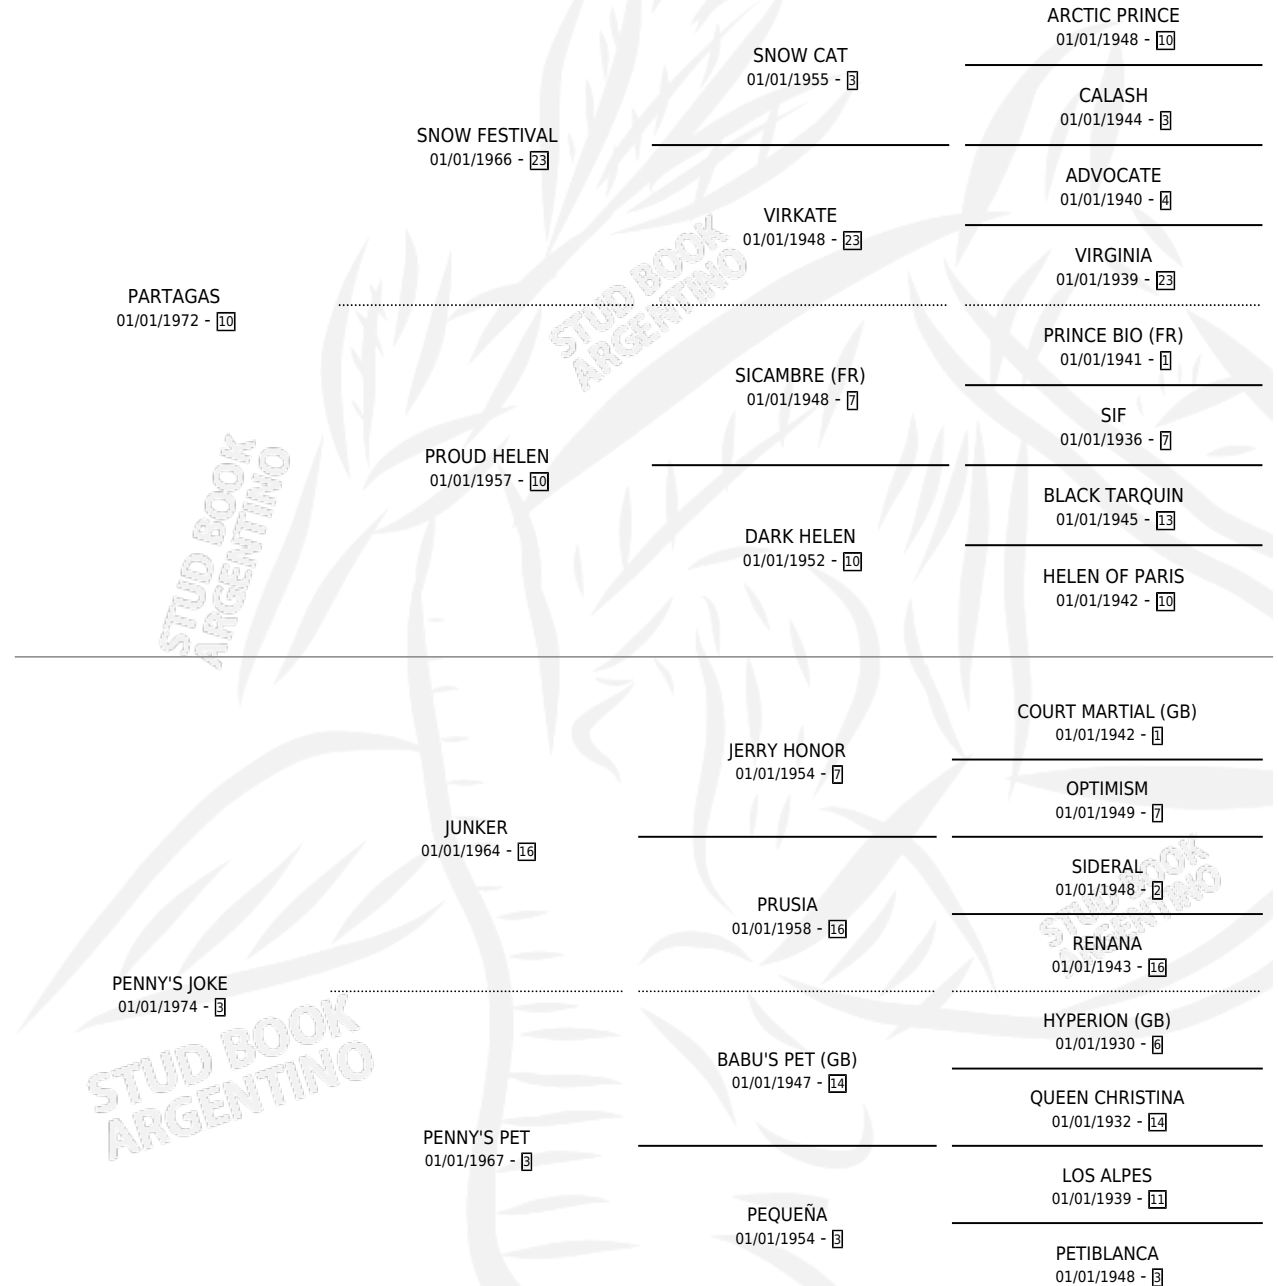 ARCTIC PRINCE
01/01/1948 - 10
SNOW CAT
01/01/1955 - 3
CALASH
01/01/1944 - 3
SNOW FESTIVAL
01/01/1966 - 23
ADVOCATE
01/01/1940 - 4
VIRKATE
01/01/1948 - 23
VIRGINIA
01/01/1939 - 23
PARTAGAS
01/01/1972 - 10
PRINCE BIO (FR)
01/01/1941 - 1
SICAMBRE (FR)
01/01/1948 - 7
SIF
01/01/1936 - 7
PROUD HELEN
01/01/1957 - 10
BLACK TARQUIN
01/01/1945 - 13
DARK HELEN
01/01/1952 - 10
HELEN OF PARIS
01/01/1942 - 10
COURT MARTIAL (GB)
01/01/1942 - 1
JERRY HONOR
01/01/1954 - 7
OPTIMISM
01/01/1949 - 7
JUNKER
01/01/1964 - 16
SIDERAL
01/01/1948 - 2
PRUSIA
01/01/1958 - 16
RENANA
01/01/1943 - 16
PENNY'S JOKE
01/01/1974 - 3
HYPERION (GB)
01/01/1930 - 6
BABU'S PET (GB)
01/01/1947 - 14
QUEEN CHRISTINA
01/01/1932 - 14
PENNY'S PET
01/01/1967 - 3
LOS ALPES
01/01/1939 - 11
PEQUEÑA
01/01/1954 - 3
PETIBLANCA
01/01/1948 - 3
STUD BOOK
ARGENTINO
STUD BOOK
ARGENTINO
STUD BOOK
ARGENTINO
STUD BOOK
ARGENTINO